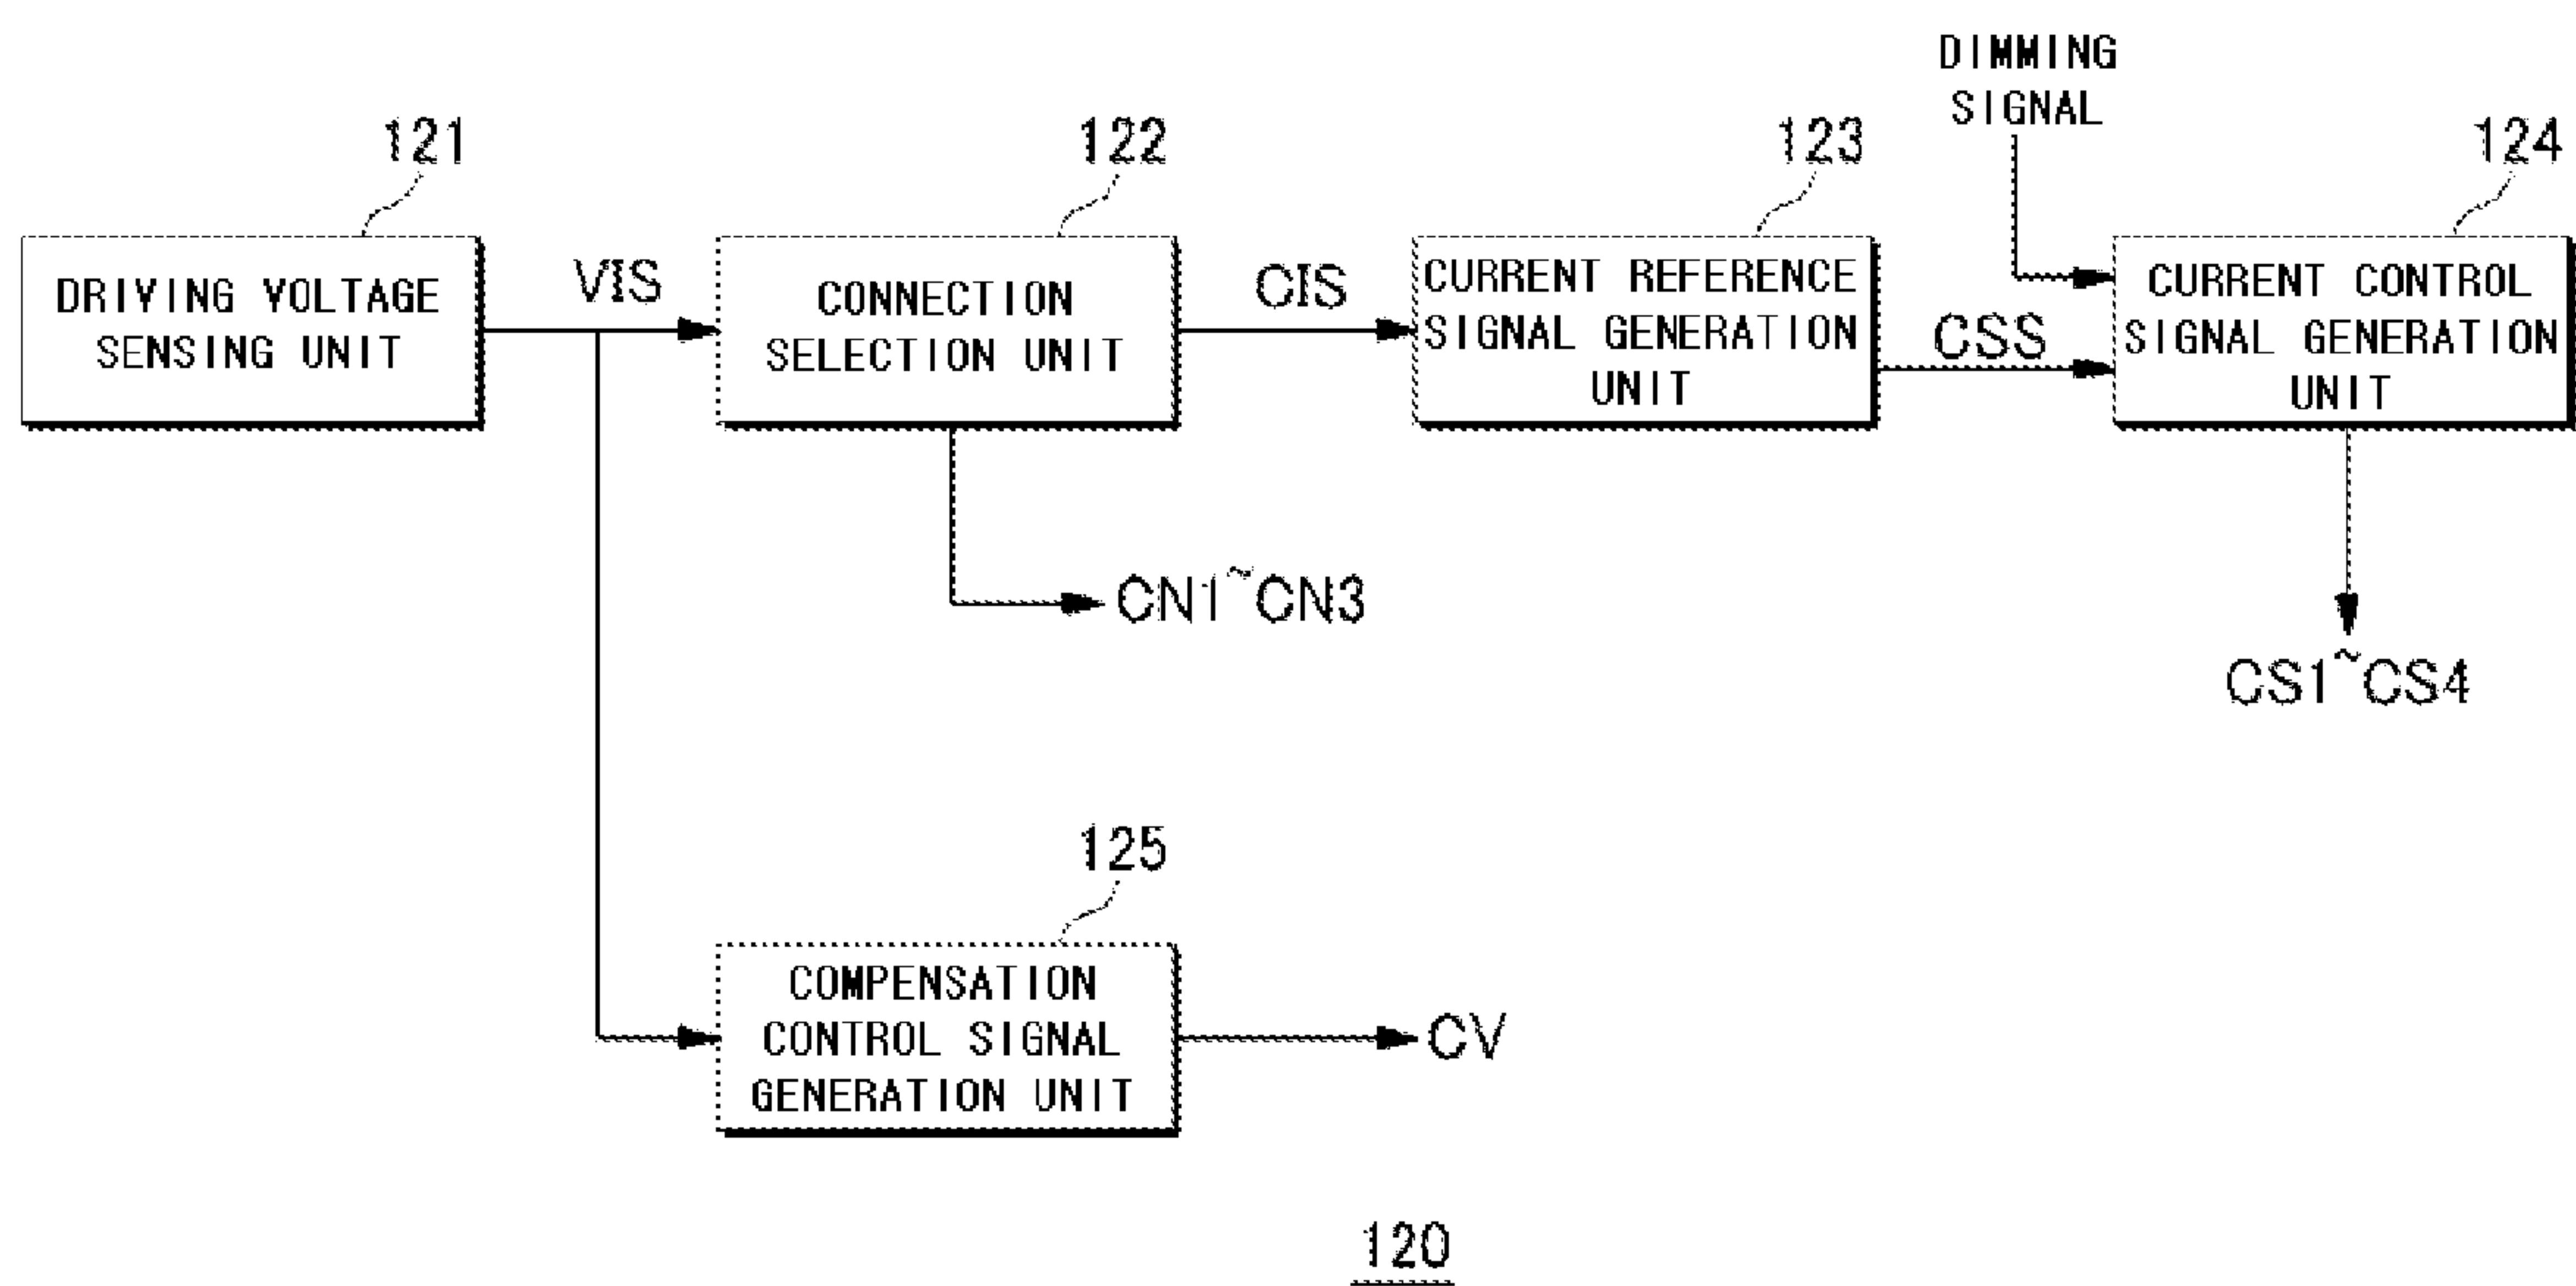 DIMMING
SIGNAL
121
122
123
124
DRIVING VOLTAGE
SENSING UNIT
VIS
CONNECTION
SELECTION UNIT
CIS
CURRENT REFERENCE
SIGNAL GENERATION
UNIT
CSS
CURRENT CONTROL
SIGNAL GENERATION
UNIT
CN1~CN3
CS1~CS4
125
COMPENSATION
CONTROL SIGNAL
GENERATION UNIT
CV
120